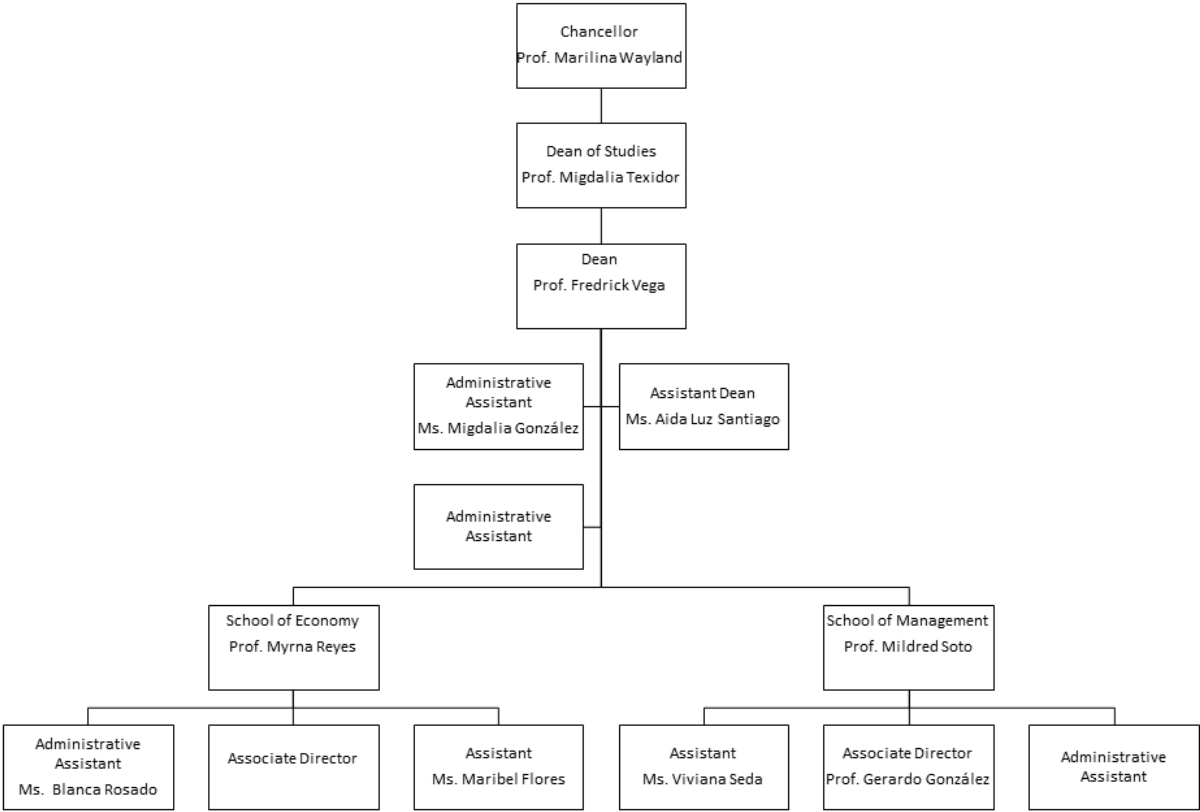 Chancellor
Prof. Marilina Wayland
Dean of Studies
Prof. Migdalia Texidor
Dean
Prof. Fredrick Vega
Administrative
Assistant
Ms. Migdalia González
Assistant Dean
Ms. Aida Luz Santiago
Administrative
Assistant
School of Economy
Prof. Myrna Reyes
School of Management
Prof. Mildred Soto
Administrative
Assistant
Ms. Blanca Rosado
Associate Director
Assistant
Ms. Maribel Flores
Assistant
Ms. Viviana Seda
Associate Director
Prof. Gerardo González
Administrative
Assistant